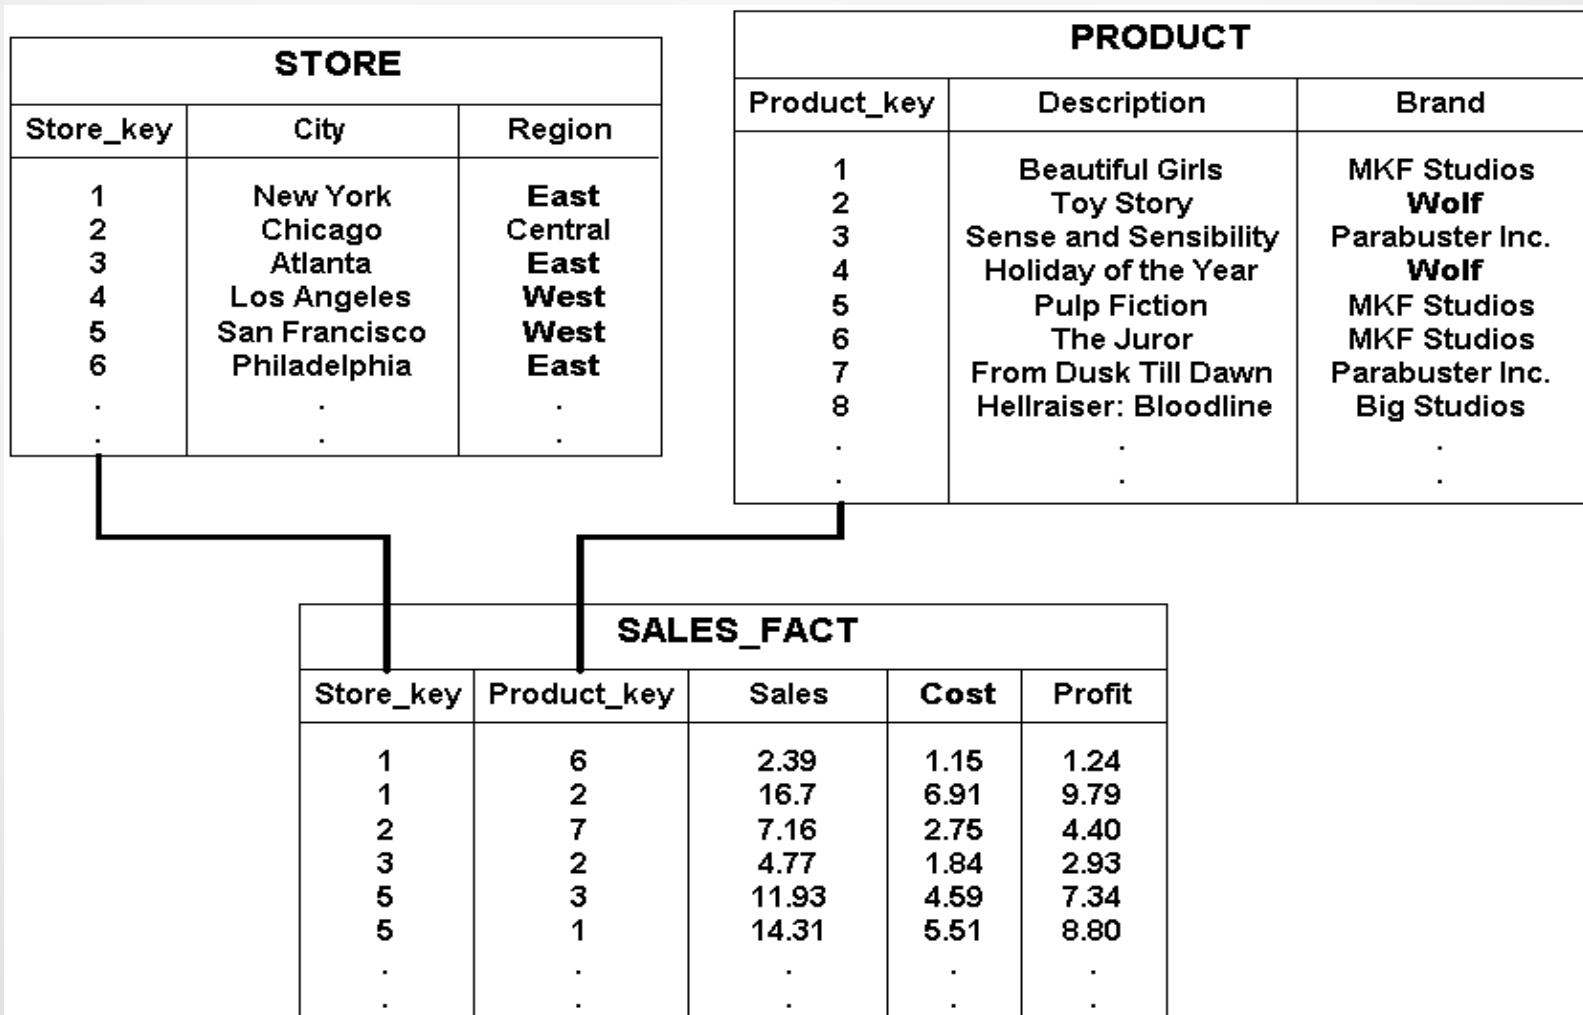 STORE
Store_key City Region
1 New York East
2 Chicago Central
3 Atlanta East
4 Los Angeles West
5 San Francisco West
6 Philadelphia East
. . .
. . .
PRODUCT
Product_key Description Brand
1 Beautiful Girls MKF Studios
2 Toy Story Wolf
3 Sense and Sensibility Parabuster Inc.
4 Holiday of the Year Wolf
5 Pulp Fiction MKF Studios
6 The Juror MKF Studios
7 From Dusk Till Dawn Parabuster Inc.
8 Hellraiser: Bloodline Big Studios
. . .
. . .
SALES_FACT
Store_key Product_key Sales Cost Profit
1 6 2.39 1.15 1.24
1 2 16.7 6.91 9.79
2 7 7.16 2.75 4.40
3 2 4.77 1.84 2.93
5 3 11.93 4.59 7.34
5 1 14.31 5.51 8.80
. . . . .
. . . . .